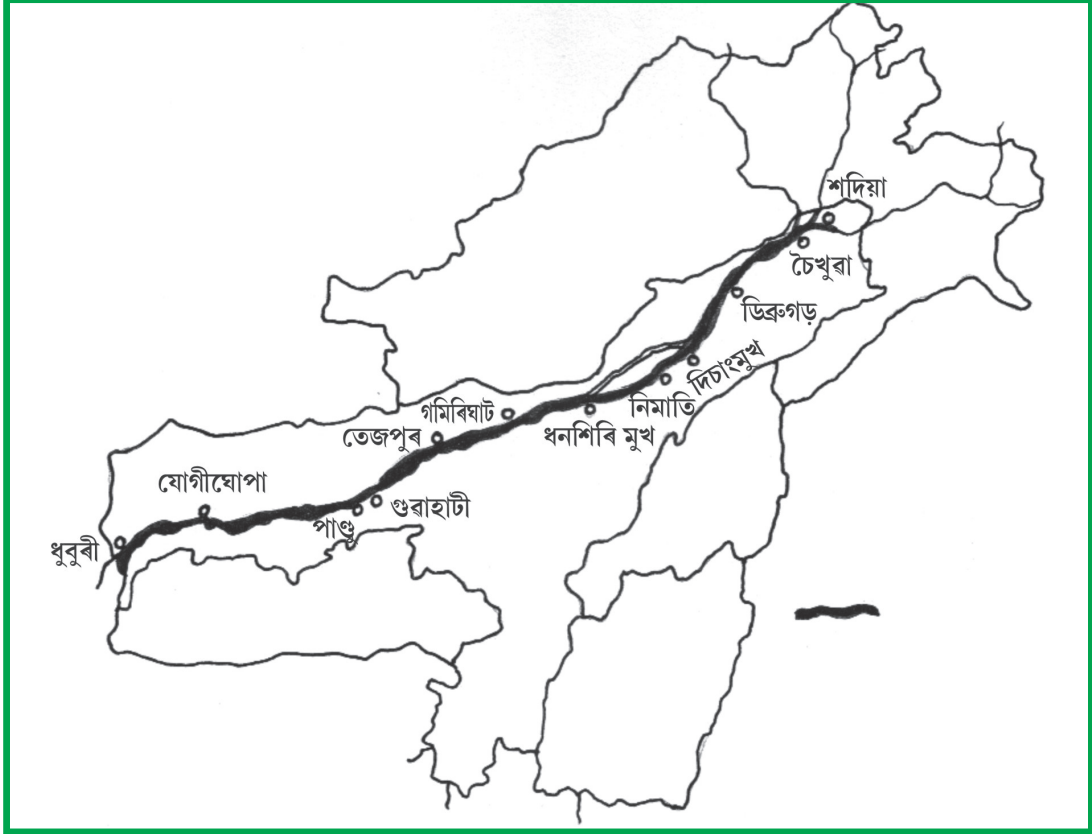 শদিয়া
চৈখুৱা
ডিব্ৰুগড়
দিচাংমুখ
নিমাতি
গমিৰিঘাট
ধনশিৰি মুখ
তেজপুৰ
যোগীঘোপা
গুৱাহাটী
পাণ্ডু
ধুবুৰী